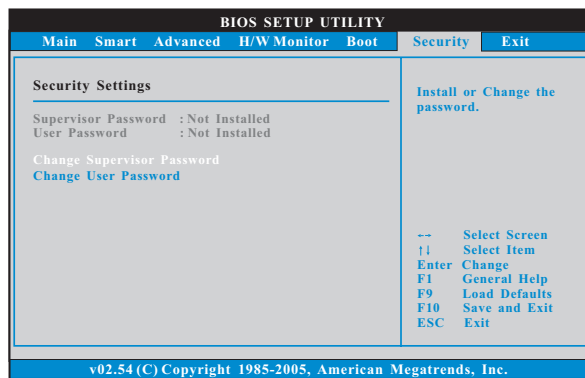 BIOS SETUP UTILITY
Main Smart Advanced H/W Monitor Boot Security Exit
Security Settings
Supervisor Password : Not Installed
User Password : Not Installed
Change Supervisor Password
Change User Password
Install or Change the
password.
←→ Select Screen
↑↓ Select Item
Enter Change
F1 General Help
F9 Load Defaults
F10 Save and Exit
ESC Exit
v02.54 (C) Copyright 1985-2005, American Megatrends, Inc.